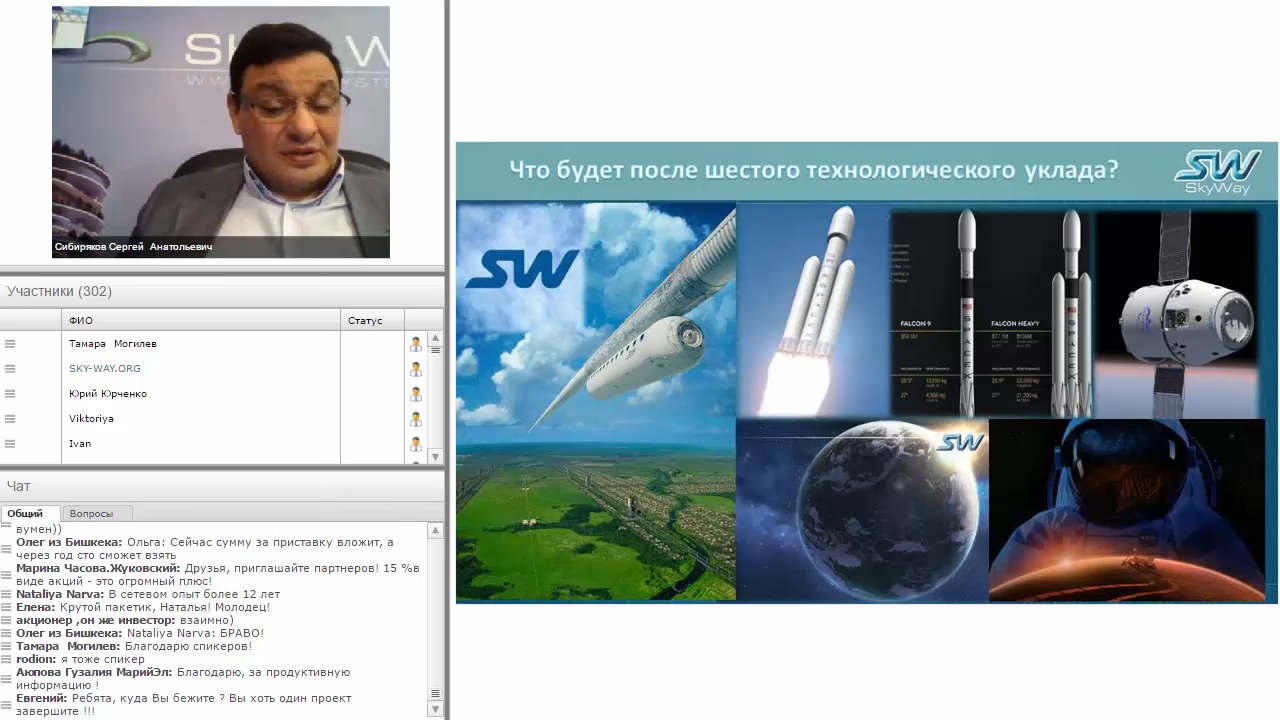 SKY W
Сибиряков Сергей Анатольевич
Участники (302)
ФИО
Статус
Тамара Могилев
SKY-WAY.ORG
Юрий Юрченко
Viktoriya
Ivan
Чат
Общий
Вопросы
вумен))
Олег из Бишкека: Ольга: Сейчас сумму за приставку вложит, а
через год сто сможет взять
Марина Часова.Жуковский: Друзья, приглашайте партнеров! 15 %в
виде акций - это огромный плюс!
Nataliya Narva: В сетевом опыт более 12 лет
Елена: Крутой пакетик, Наталья! Молодец!
акционер ,он же инвестор: взаимно)
Олег из Бишкека: Nataliya Narva: БРАВО!
Тамара Могилев: Благодарю спикеров!
rodion: я тоже спикер
Аюпова Гузалия МарийЭл: Благодарю, за продуктивную
информацию !
Евгений: Ребята, куда Вы бежите ? Вы хоть один проект
завершите !!!
Что будет после шестого технологического уклада?
SW
SkyWay
SW
FALCON 9
FALCON HEAVY
SPACEX
SPACEX
SW